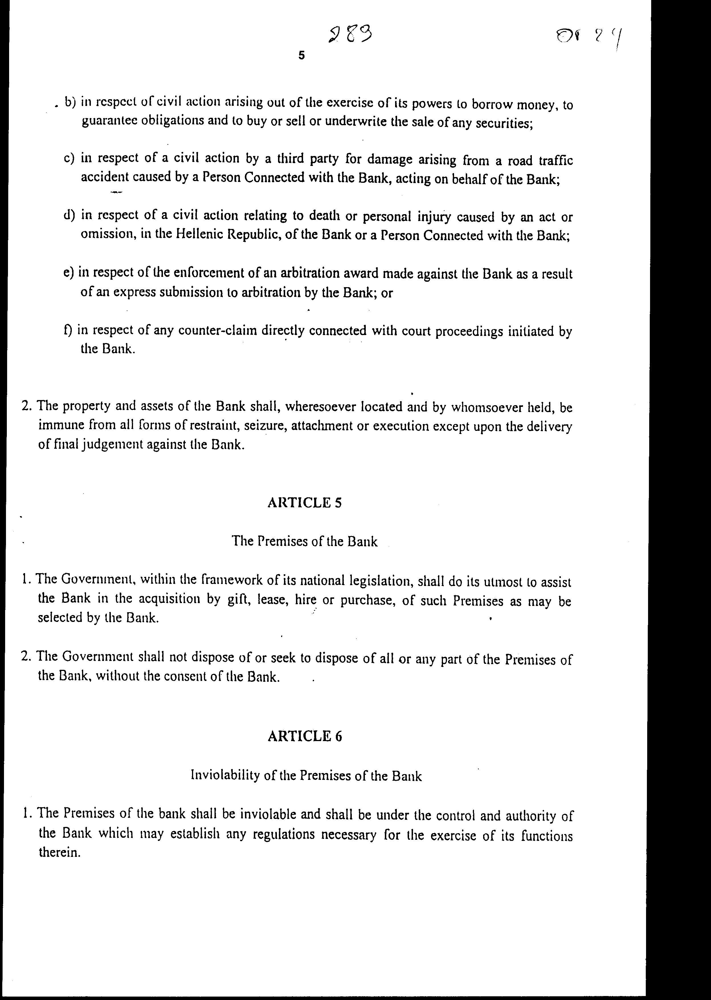 289
5
b) in respect of civil action arising out of the exercise of its powers to borrow money, to
guarantee obligations and to buy or sell or underwrite the sale of any securities;
c) in respect of a civil action by a third party for damage arising from a road traffic
accident caused by a Person Connected with the Bank, acting on behalf of the Bank;
d) in respect of a civil action relating to death or personal injury caused by an act or
omission, in the Hellenic Republic, of the Bank or a Person Connected with the Bank;
e) in respect of the enforcement of an arbitration award made against the Bank as a result
of an express submission to arbitration by the Bank; or
f) in respect of any counter-claim directly connected with court proceedings initiated by
the Bank.
2. The property and assets of the Bank shall, wheresoever located and by whomsoever held, be
immune from all forms of restraint, seizure, attachment or execution except upon the delivery
of final judgement against the Bank.
ARTICLE 5
The Premises of the Bank
1. The Government, within the framework of its national legislation, shall do its utmost to assist
the Bank in the acquisition by gift, lease, hire or purchase, of such Premises as may be
selected by the Bank.
2. The Government shall not dispose of or seek to dispose of all or any part of the Premises of
the Bank, without the consent of the Bank.
ARTICLE 6
Inviolability of the Premises of the Bank
1. The Premises of the bank shall be inviolable and shall be under the control and authority of
the Bank which may establish any regulations necessary for the exercise of its functions
therein.